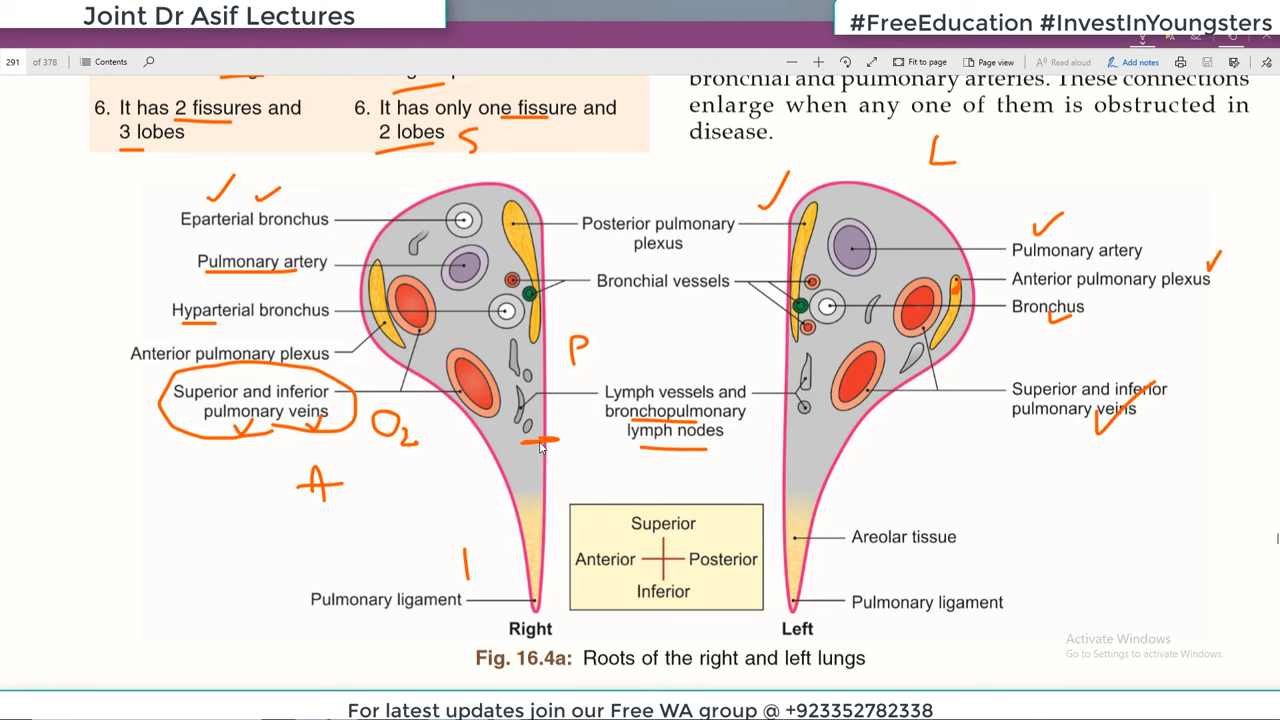 Joint Dr Asif Lectures
#FreeEducation #InvestInYoungsters
291 of 378
Contents
Fit to page
Page view
Read aloud
Add notes
6. It has 2 fissures and
3 lobes
6. It has only one fissure and
2 lobes
S
bronchial and pulmonary arteries. These connections
enlarge when any one of them is obstructed in
disease.
L
Eparterial bronchus
Pulmonary artery
Hyparterial bronchus
Anterior pulmonary plexus
Superior and inferior
pulmonary veins
O2
A
I
Pulmonary ligament
Posterior pulmonary
plexus
Bronchial vessels
P
Lymph vessels and
bronchopulmonary
lymph nodes
Superior
Anterior
Posterior
Inferior
Pulmonary artery
Anterior pulmonary plexus
Bronchus
Superior and inferior
pulmonary veins
Areolar tissue
Pulmonary ligament
Right
Left
Fig. 16.4a: Roots of the right and left lungs
Activate Windows
Go to Settings to activate Windows.
For latest updates join our Free WA group @ +923352782338